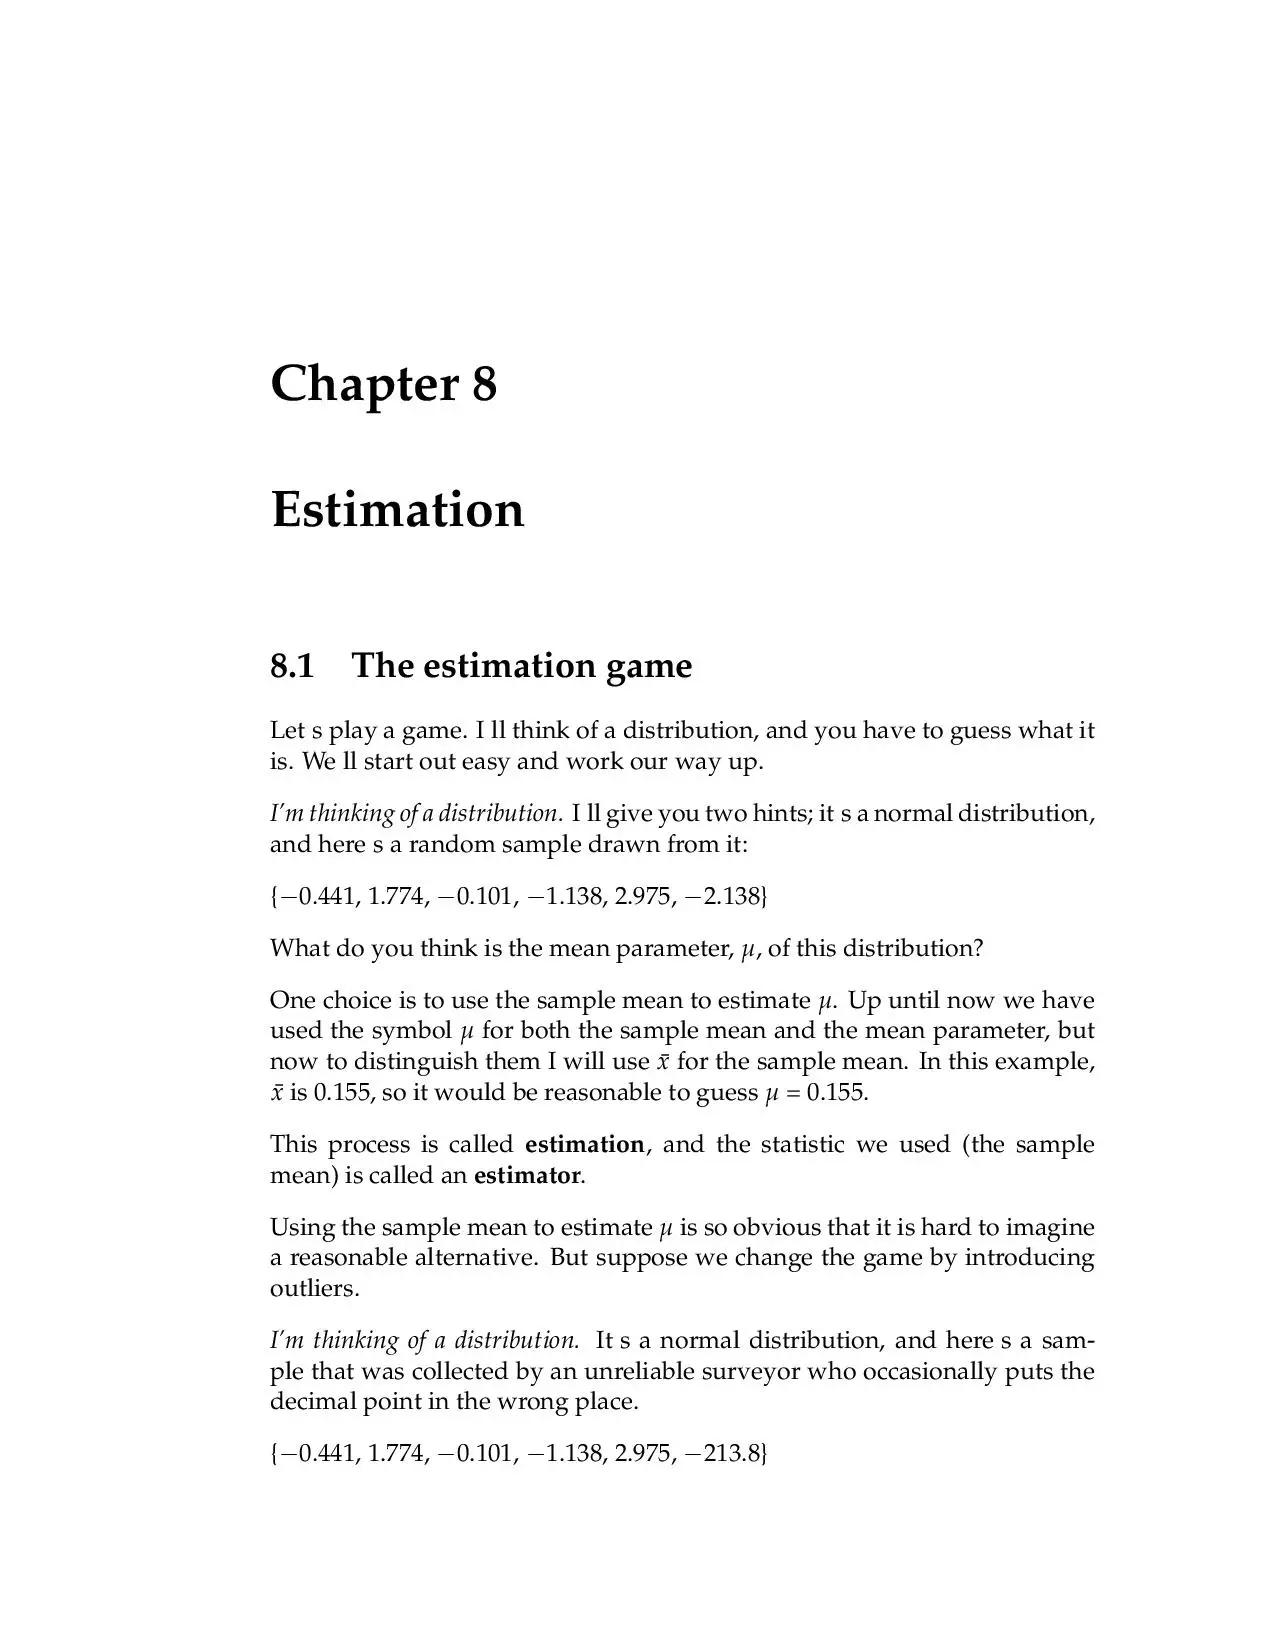 Chapter 8
Estimation
8.1 The estimation game
Let s play a game. I ll think of a distribution, and you have to guess what it
is. We ll start out easy and work our way up.
I'm thinking of a distribution. I ll give you two hints; it s a normal distribution,
and here s a random sample drawn from it:
{−0.441, 1.774, −0.101, −1.138, 2.975, −2.138}
What do you think is the mean parameter, μ, of this distribution?
One choice is to use the sample mean to estimate μ. Up until now we have
used the symbol μ for both the sample mean and the mean parameter, but
now to distinguish them I will use x̄ for the sample mean. In this example,
x̄ is 0.155, so it would be reasonable to guess μ = 0.155.
This process is called estimation, and the statistic we used (the sample
mean) is called an estimator.
Using the sample mean to estimate μ is so obvious that it is hard to imagine
a reasonable alternative. But suppose we change the game by introducing
outliers.
I'm thinking of a distribution. It s a normal distribution, and here s a sam-
ple that was collected by an unreliable surveyor who occasionally puts the
decimal point in the wrong place.
{−0.441, 1.774, −0.101, −1.138, 2.975, −213.8}